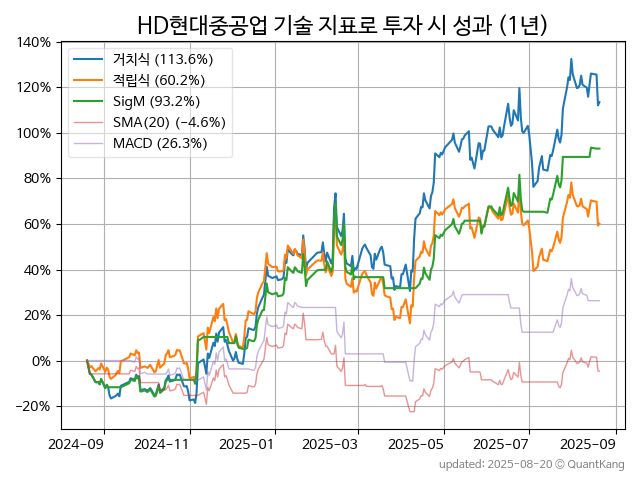 HD현대중공업 기술 지표로 투자 시 성과 (1년)
140%
120%
100%
80%
60%
40%
20%
0%
−20%
거치식 (113.6%)
적립식 (60.2%)
SigM (93.2%)
SMA(20) (−4.6%)
MACD (26.3%)
2024-09
2024-11
2025-01
2025-03
2025-05
2025-07
2025-09
updated: 2025-08-20 © QuantKang